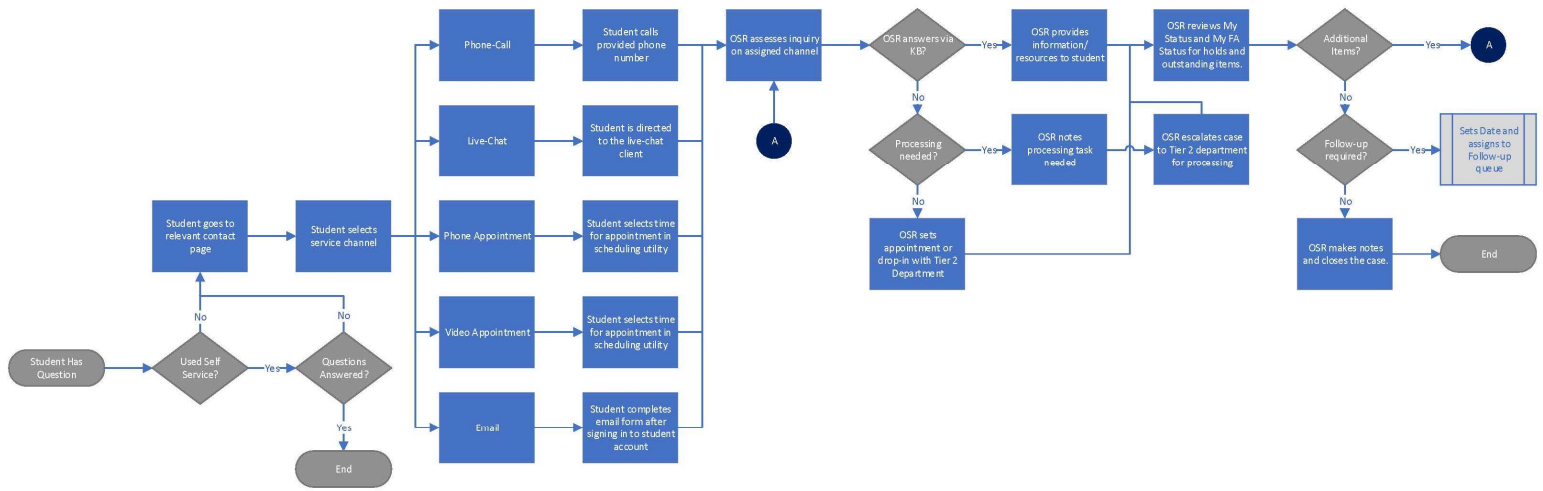 Student Has
Question
Used Self
Service?
Yes
No
Questions
Answered?
No
Yes
End
Student goes to
relevant contact
page
Student selects
service channel
Phone-Call
Student calls
provided phone
number
Live-Chat
Student is directed
to the live-chat
client
Phone Appointment
Student selects time
for appointment in
scheduling utility
Video Appointment
Student selects time
for appointment in
scheduling utility
Email
Student completes
email form after
signing in to student
account
OSR assesses inquiry
on assigned channel
A
OSR answers via
KB?
Yes
No
OSR provides
information/
resources to student
Processing
needed?
Yes
No
OSR notes
processing task
needed
OSR escalates case
to Tier 2 department
for processing
OSR sets
appointment or
drop-in with Tier 2
Department
OSR reviews My
Status and My FA
Status for holds and
outstanding items.
Additional
Items?
Yes
A
No
Follow-up
required?
Yes
Sets Date and
assigns to
Follow-up
queue
No
OSR makes notes
and closes the case.
End